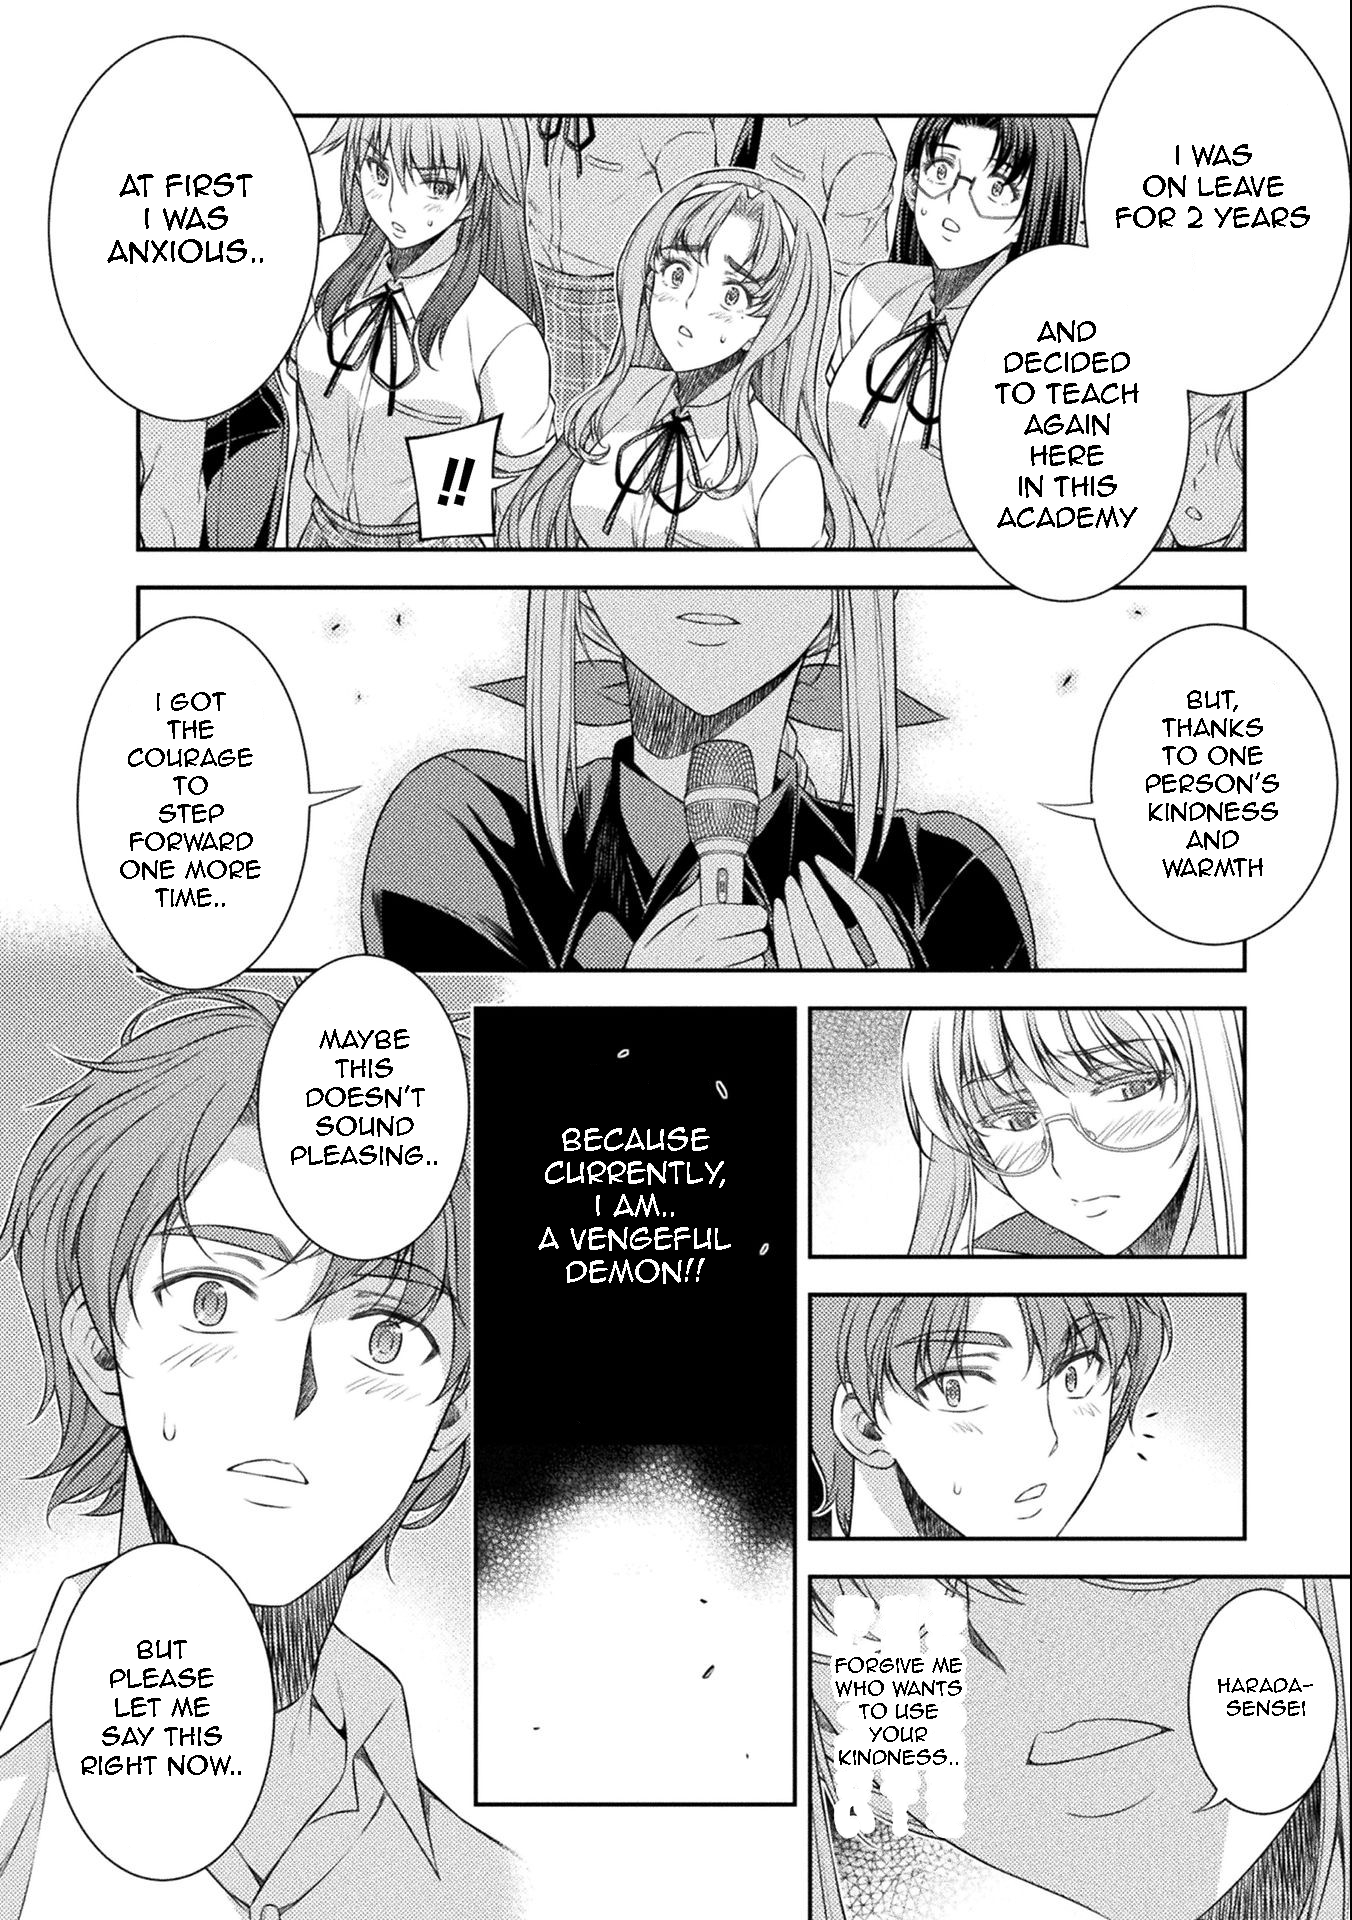 I WAS
ON LEAVE
FOR 2 YEARS
AND
DECIDED
TO TEACH
AGAIN
HERE
IN THIS
ACADEMY
!!
AT FIRST
I WAS
ANXIOUS..
BUT,
THANKS
TO ONE
PERSON'S
KINDNESS
AND
WARMTH
I GOT
THE
COURAGE
TO
STEP
FORWARD
ONE MORE
TIME..
HARADA-
SENSEI
FORGIVE ME
WHO WANTS
TO USE
YOUR
KINDNESS..
BECAUSE
CURRENTLY,
I AM..
A VENGEFUL
DEMON!!
MAYBE
THIS
DOESN'T
SOUND
PLEASING..
BUT
PLEASE
LET ME
SAY THIS
RIGHT NOW..